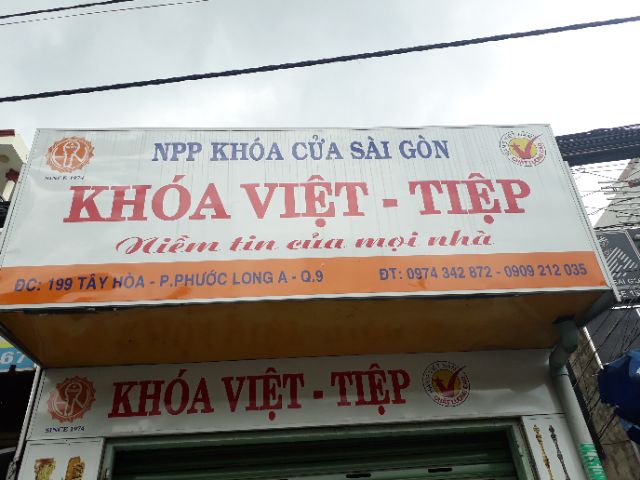 NPP KHÓA CỬA SÀI GÒN
SINCE 1974
KHÓA VIỆT - TIỆP
Niềm tin của mọi nhà
ĐC: 199 TÂY HÒA - P.PHƯỚC LONG A - Q.9
ĐT: 0974 342 872 - 0909 212 035
KHÓA VIỆT - TIỆP
SINCE 1974